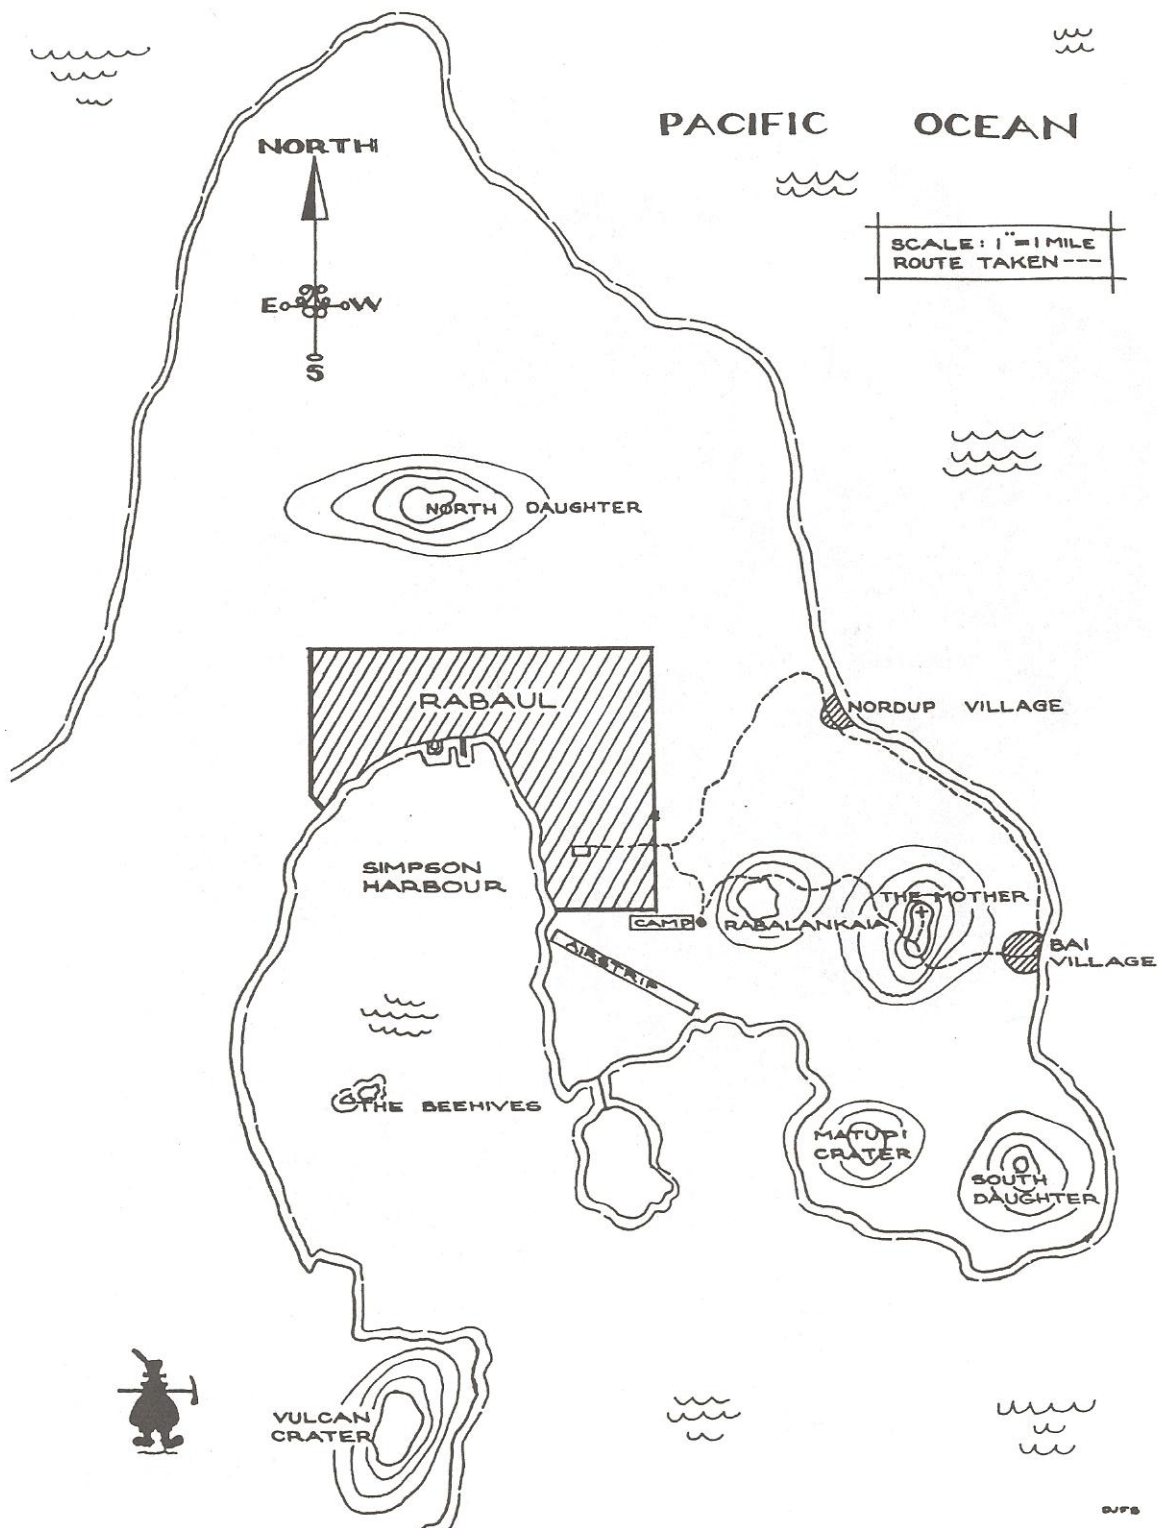 PACIFIC OCEAN
NORTH
E W
S
SCALE: 1"=1 MILE
ROUTE TAKEN ---
NORTH DAUGHTER
RABAUL
NORDUP VILLAGE
SIMPSON
HARBOUR
THE MOTHER
CAMP
RABALANKAIA
AIRSTRIP
BAI
VILLAGE
THE BEEHIVES
MATUPI
CRATER
SOUTH
DAUGHTER
VULCAN
CRATER